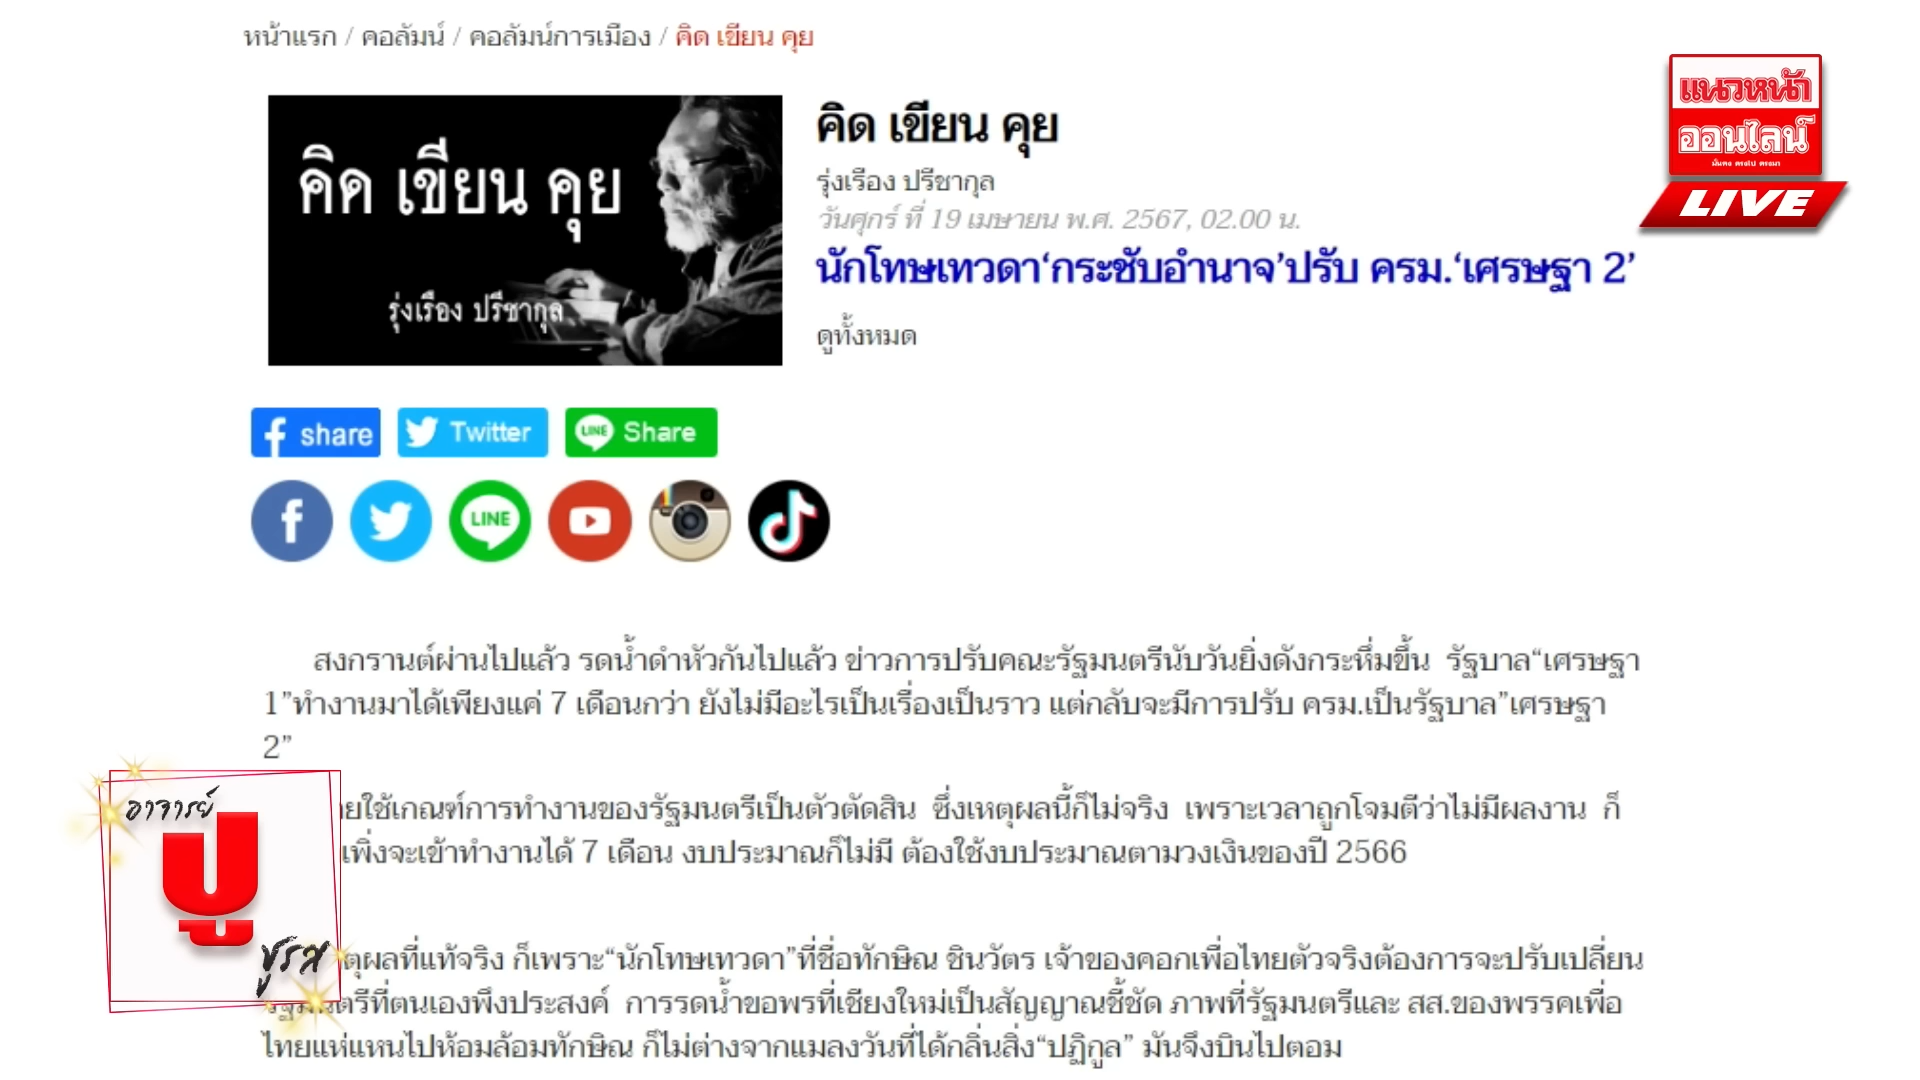 หน้าแรก / คอลัมน์ / คอลัมน์การเมือง / คิด เขียน คุย
แนวหน้า
ออนไลน์
มั่นคง ตรงไป ตรงมา
LIVE
คิด เขียน คุย
รุ่งเรือง ปรีชากุล
คิด เขียน คุย
รุ่งเรือง ปรีชากุล
วันศุกร์ ที่ 19 เมษายน พ.ศ. 2567, 02.00 น.
นักโทษเทวดา‘กระชับอำนาจ’ปรับ ครม.‘เศรษฐา 2’
ดูทั้งหมด
share Twitter LINE Share
LINE
สงกรานต์ผ่านไปแล้ว รดน้ำดำหัวกันไปแล้ว ข่าวการปรับคณะรัฐมนตรีนับวันยิ่งดังกระหึ่มขึ้น รัฐบาล“เศรษฐา
1”ทำงานมาได้เพียงแค่ 7 เดือนกว่า ยังไม่มีอะไรเป็นเรื่องเป็นราว แต่กลับจะมีการปรับ ครม.เป็นรัฐบาล”เศรษฐา
2”
ใช้เกณฑ์การทำงานของรัฐมนตรีเป็นตัวตัดสิน ซึ่งเหตุผลนี้ก็ไม่จริง เพราะเวลาถูกโจมตีว่าไม่มีผลงาน ก็
เพิ่งจะเข้าทำงานได้ 7 เดือน งบประมาณก็ไม่มี ต้องใช้งบประมาณตามวงเงินของปี 2566
ตุผลที่แท้จริง ก็เพราะ“นักโทษเทวดา”ที่ชื่อทักษิณ ชินวัตร เจ้าของคอกเพื่อไทยตัวจริงต้องการจะปรับเปลี่ยน
รัฐมนตรีที่ตนเองพึงประสงค์ การรดน้ำขอพรที่เชียงใหม่เป็นสัญญาณชี้ชัด ภาพที่รัฐมนตรีและ สส.ของพรรคเพื่อ
ไทยแห่แหนไปห้อมล้อมทักษิณ ก็ไม่ต่างจากแมลงวันที่ได้กลิ่นสิ่ง“ปฏิกูล” มันจึงบินไปตอม
อาจารย์
ปู
ชูรส